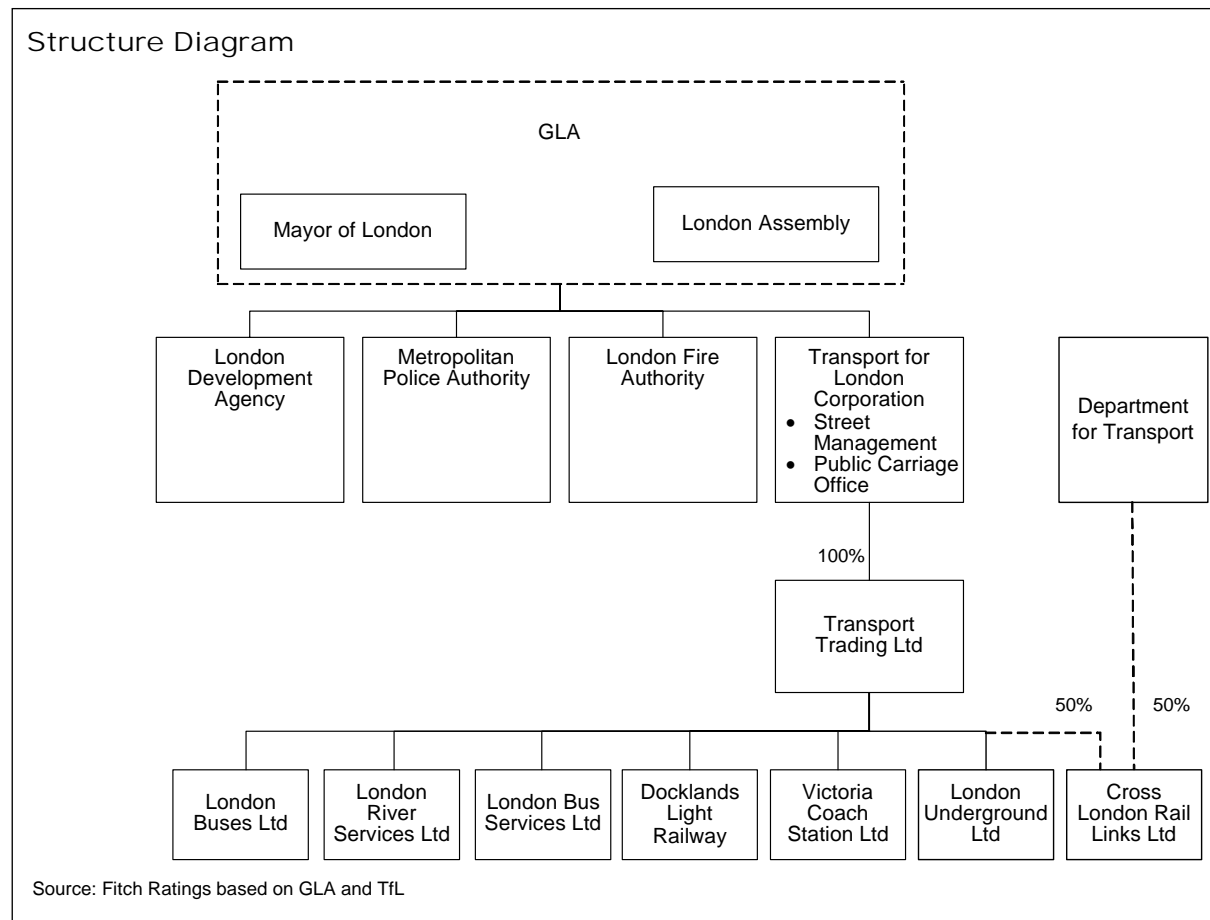 Structure Diagram
GLA
Mayor of London
London Assembly
London
Development
Agency
Metropolitan
Police Authority
London Fire
Authority
Transport for
London
Corporation
• Street
Management
• Public Carriage
Office
Department
for Transport
100%
Transport
Trading Ltd
50%
50%
London
Buses Ltd
London
River
Services Ltd
London Bus
Services Ltd
Docklands
Light
Railway
Victoria
Coach
Station Ltd
London
Underground
Ltd
Cross
London Rail
Links Ltd
Source: Fitch Ratings based on GLA and TfL